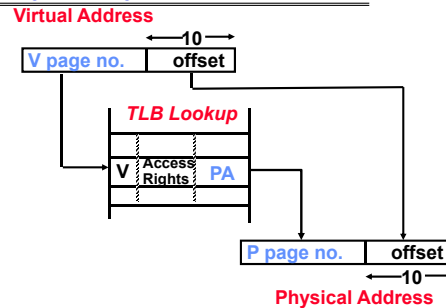 Virtual Address
10
V page no. offset
TLB Lookup
V Access Rights PA
P page no. offset
10
Physical Address